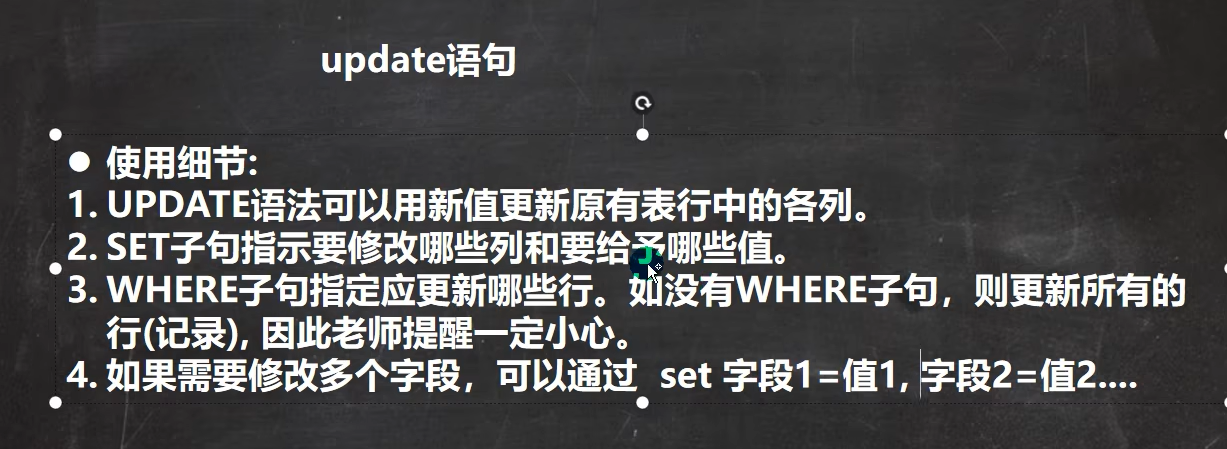 update语句
● 使用细节:
1. UPDATE语法可以用新值更新原有表行中的各列。
2. SET子句指示要修改哪些列和要给予哪些值。
3. WHERE子句指定应更新哪些行。如没有WHERE子句，则更新所有的
行(记录), 因此老师提醒一定小心。
4. 如果需要修改多个字段，可以通过 set 字段1=值1, 字段2=值2....